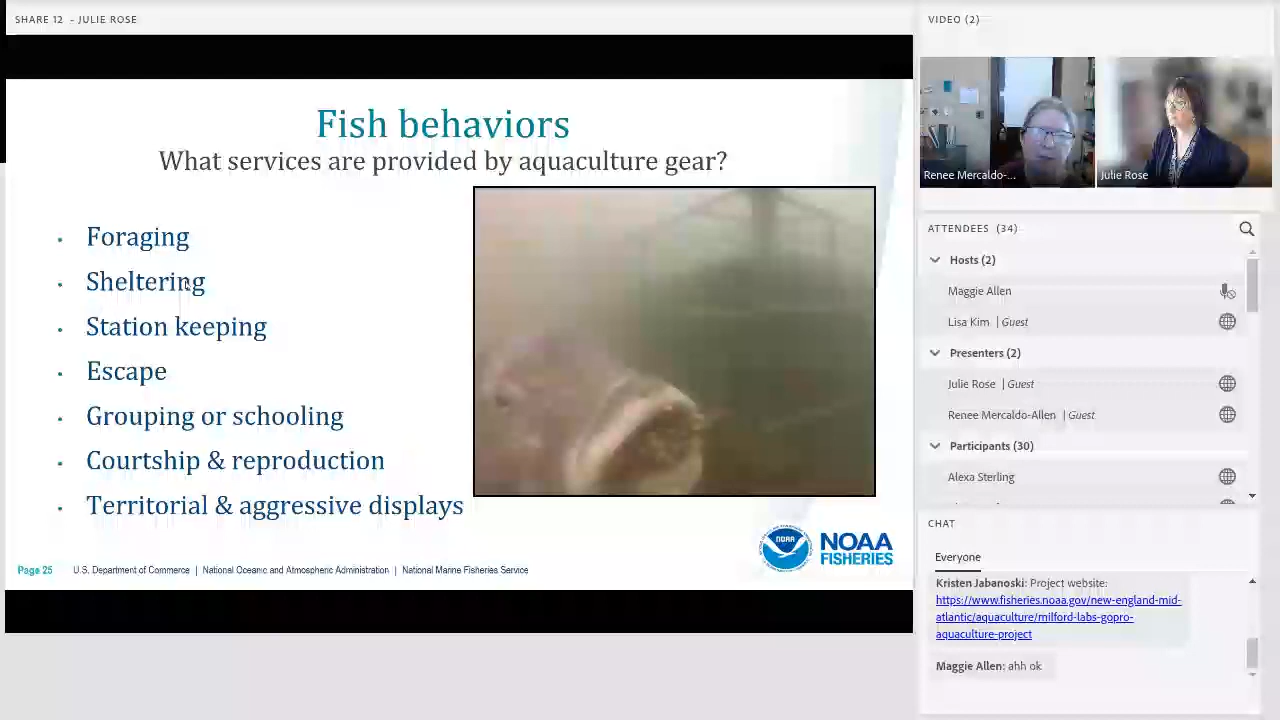 SHARE 12 - JULIE ROSE
Fish behaviors
What services are provided by aquaculture gear?
• Foraging
• Sheltering
• Station keeping
• Escape
• Grouping or schooling
• Courtship & reproduction
• Territorial & aggressive displays
NOAA
NOAA
FISHERIES
Page 25 U.S. Department of Commerce | National Oceanic and Atmospheric Administration | National Marine Fisheries Service
VIDEO (2)
Renee Mercaldo-...
Julie Rose
ATTENDEES (34)
Hosts (2)
Maggie Allen
Lisa Kim | Guest
Presenters (2)
Julie Rose | Guest
Renee Mercaldo-Allen | Guest
Participants (30)
Alexa Sterling
CHAT
Everyone
Kristen Jabanoski: Project website:
https://www.fisheries.noaa.gov/new-england-mid-
atlantic/aquaculture/milford-labs-gopro-
aquaculture-project
Maggie Allen: ahh ok